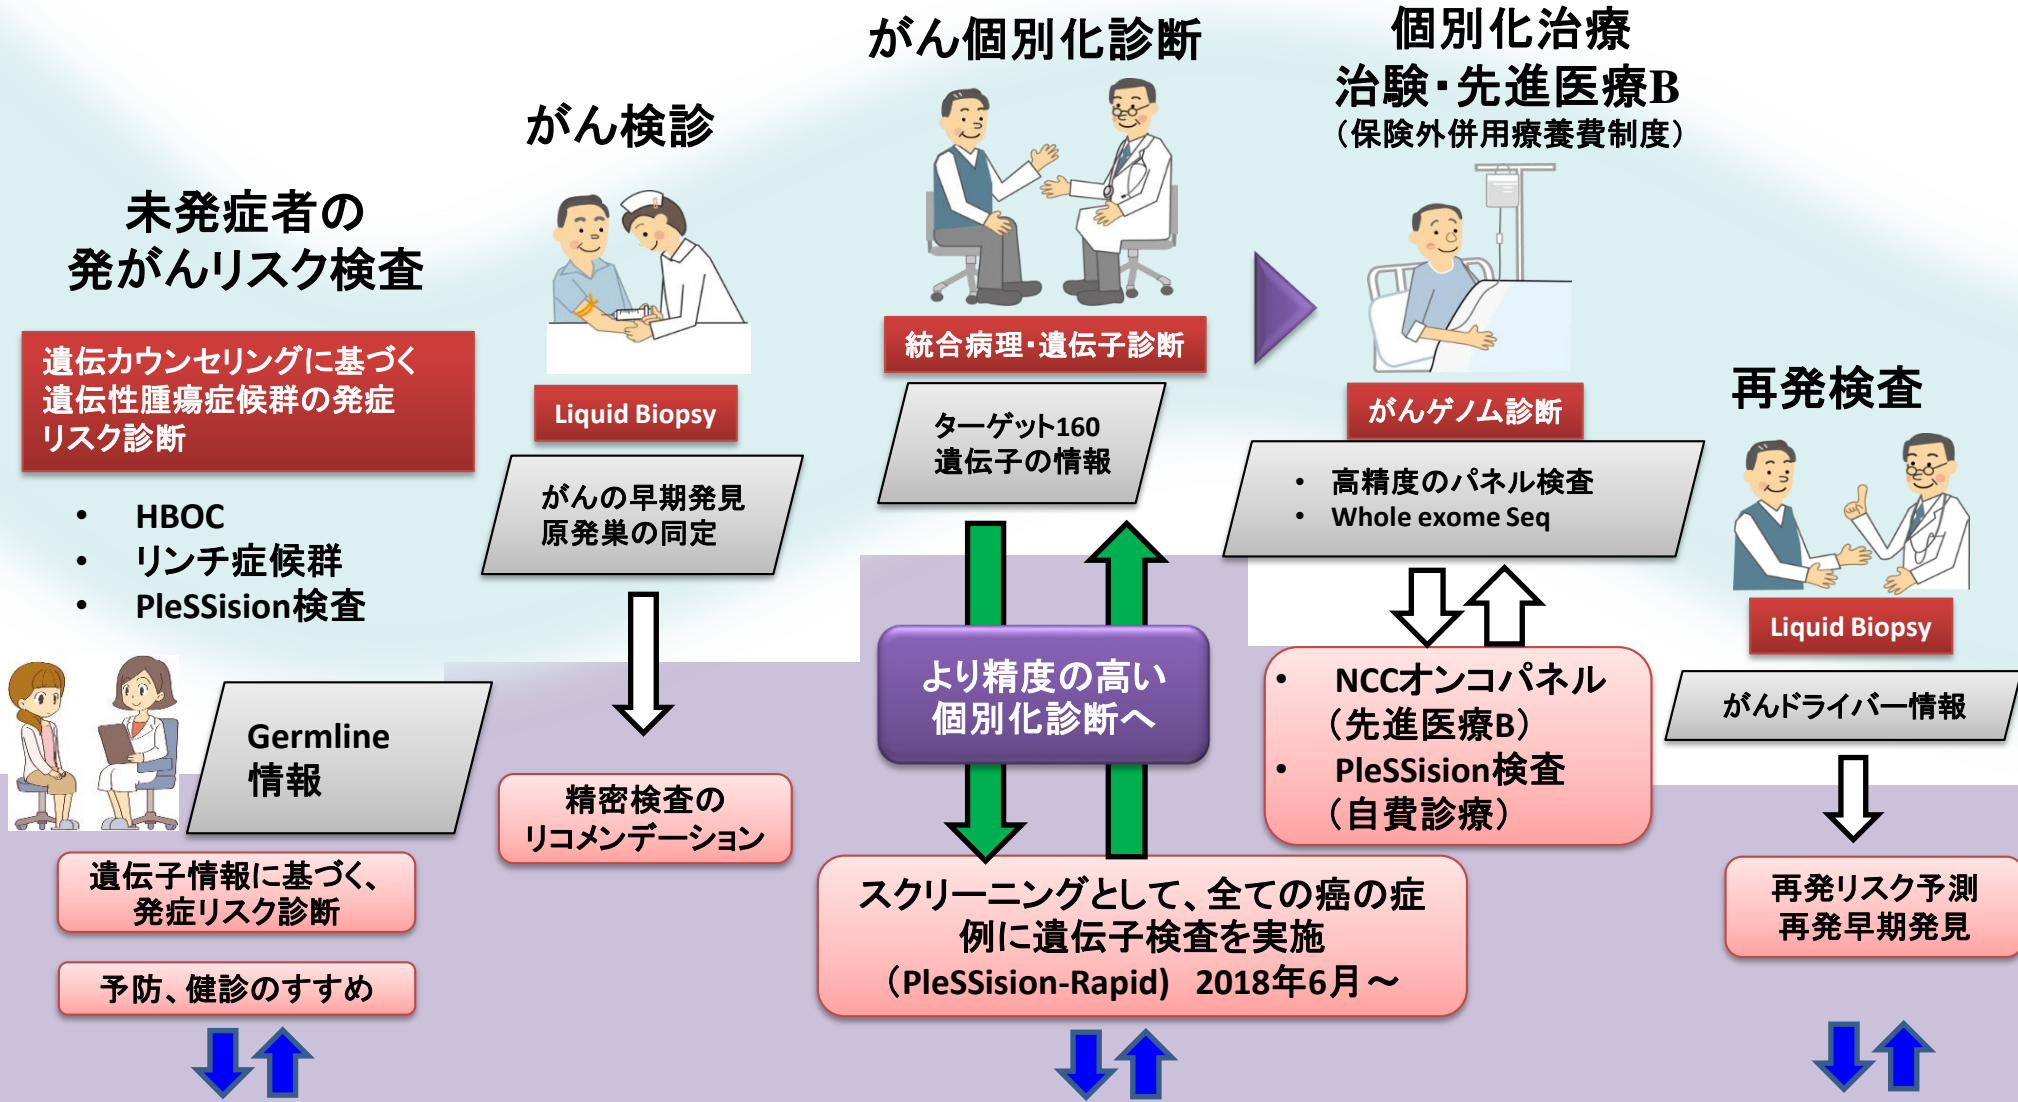 未発症者の
発がんリスク検査
遺伝カウンセリングに基づく
遺伝性腫瘍症候群の発症
リスク診断
• HBOC
• リンチ症候群
• PleSSision検査
Germline
情報
遺伝子情報に基づく、
発症リスク診断
予防、健診のすすめ
がん検診
Liquid Biopsy
がんの早期発見
原発巣の同定
精密検査の
リコメンデーション
がん個別化診断
統合病理・遺伝子診断
ターゲット160
遺伝子の情報
より精度の高い
個別化診断へ
スクリーニングとして、全ての癌の症
例に遺伝子検査を実施
（PleSSision-Rapid) 2018年6月～
個別化治療
治験・先進医療B
（保険外併用療養費制度）
がんゲノム診断
• 高精度のパネル検査
• Whole exome Seq
• NCCオンコパネル
（先進医療B）
• PleSSision検査
（自費診療）
再発検査
Liquid Biopsy
がんドライバー情報
再発リスク予測
再発早期発見